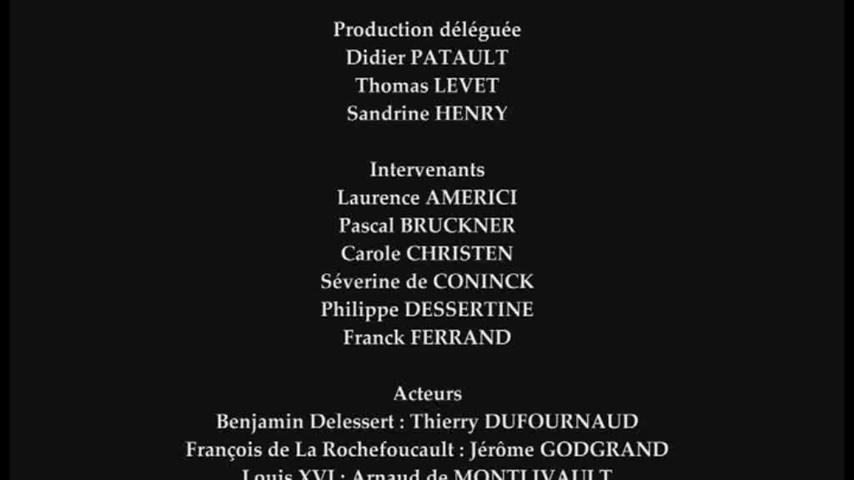 Production déléguée
Didier PATAULT
Thomas LEVET
Sandrine HENRY
Intervenants
Laurence AMERICI
Pascal BRUCKNER
Carole CHRISTEN
Séverine de CONINCK
Philippe DESSERTINE
Franck FERRAND
Acteurs
Benjamin Delessert : Thierry DUFOURNAUD
François de La Rochefoucault : Jérôme GODGRAND
Louis XVI : Arnaud de MONTLIVAULT